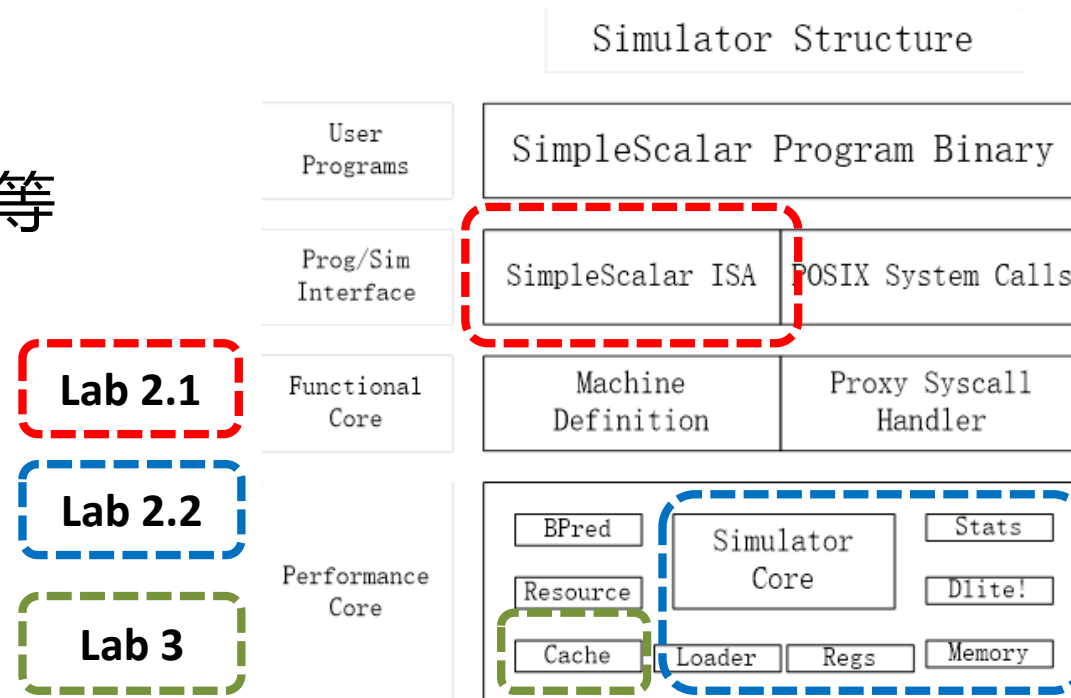 Simulator Structure
等
User
Programs
SimpleScalar Program Binary
Prog/Sim
Interface
SimpleScalar ISA
POSIX System Calls
Lab 2.1
Functional
Core
Machine
Definition
Proxy Syscall
Handler
Lab 2.2
Lab 3
Performance
Core
BPred
Simulator
Core
Stats
Resource
Dlite!
Cache
Loader
Regs
Memory